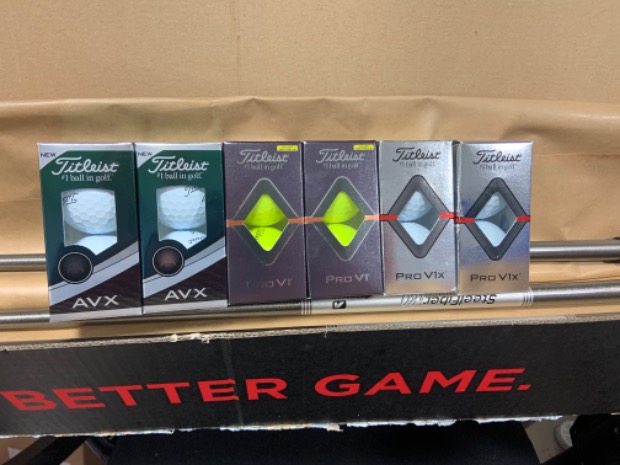 NEW
Titleist
#1 ball in golf
AVX
NEW
Titleist
#1 ball in golf
AVX
Titleist
#1 ball in golf
PRO V1
Titleist
#1 ball in golf
PRO V1
Titleist
#1 ball in golf
PRO V1X
Titleist
#1 ball in golf
PRO V1X
SteelFiber
BETTER GAME.